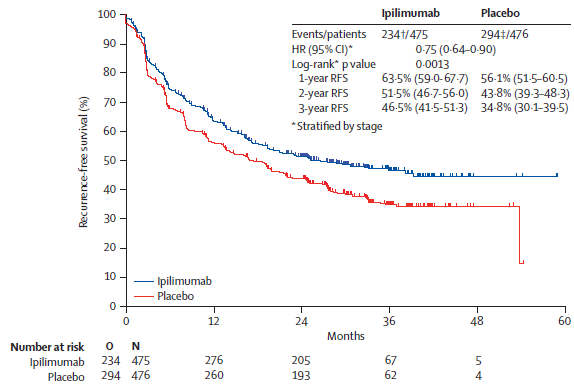 Ipilimumab Placebo
Events/patients 234†/475 294‡/476
HR (95% CI)* 0·75 (0·64–0·90)
Log-rank* p value 0·0013
1-year RFS 63·5% (59·0–67·7) 56·1% (51·5–60·5)
2-year RFS 51·5% (46·7–56·0) 43·8% (39·3–48·3)
3-year RFS 46·5% (41·5–51·3) 34·8% (30·1–39·5)
*Stratified by stage
Recurrence-free survival (%)
100
90
80
70
60
50
40
30
20
10
0
Ipilimumab
Placebo
0 12 24 36 48 60
Months
Number at risk O N
Ipilimumab 234 475 276 205 67 5
Placebo 294 476 260 193 62 4